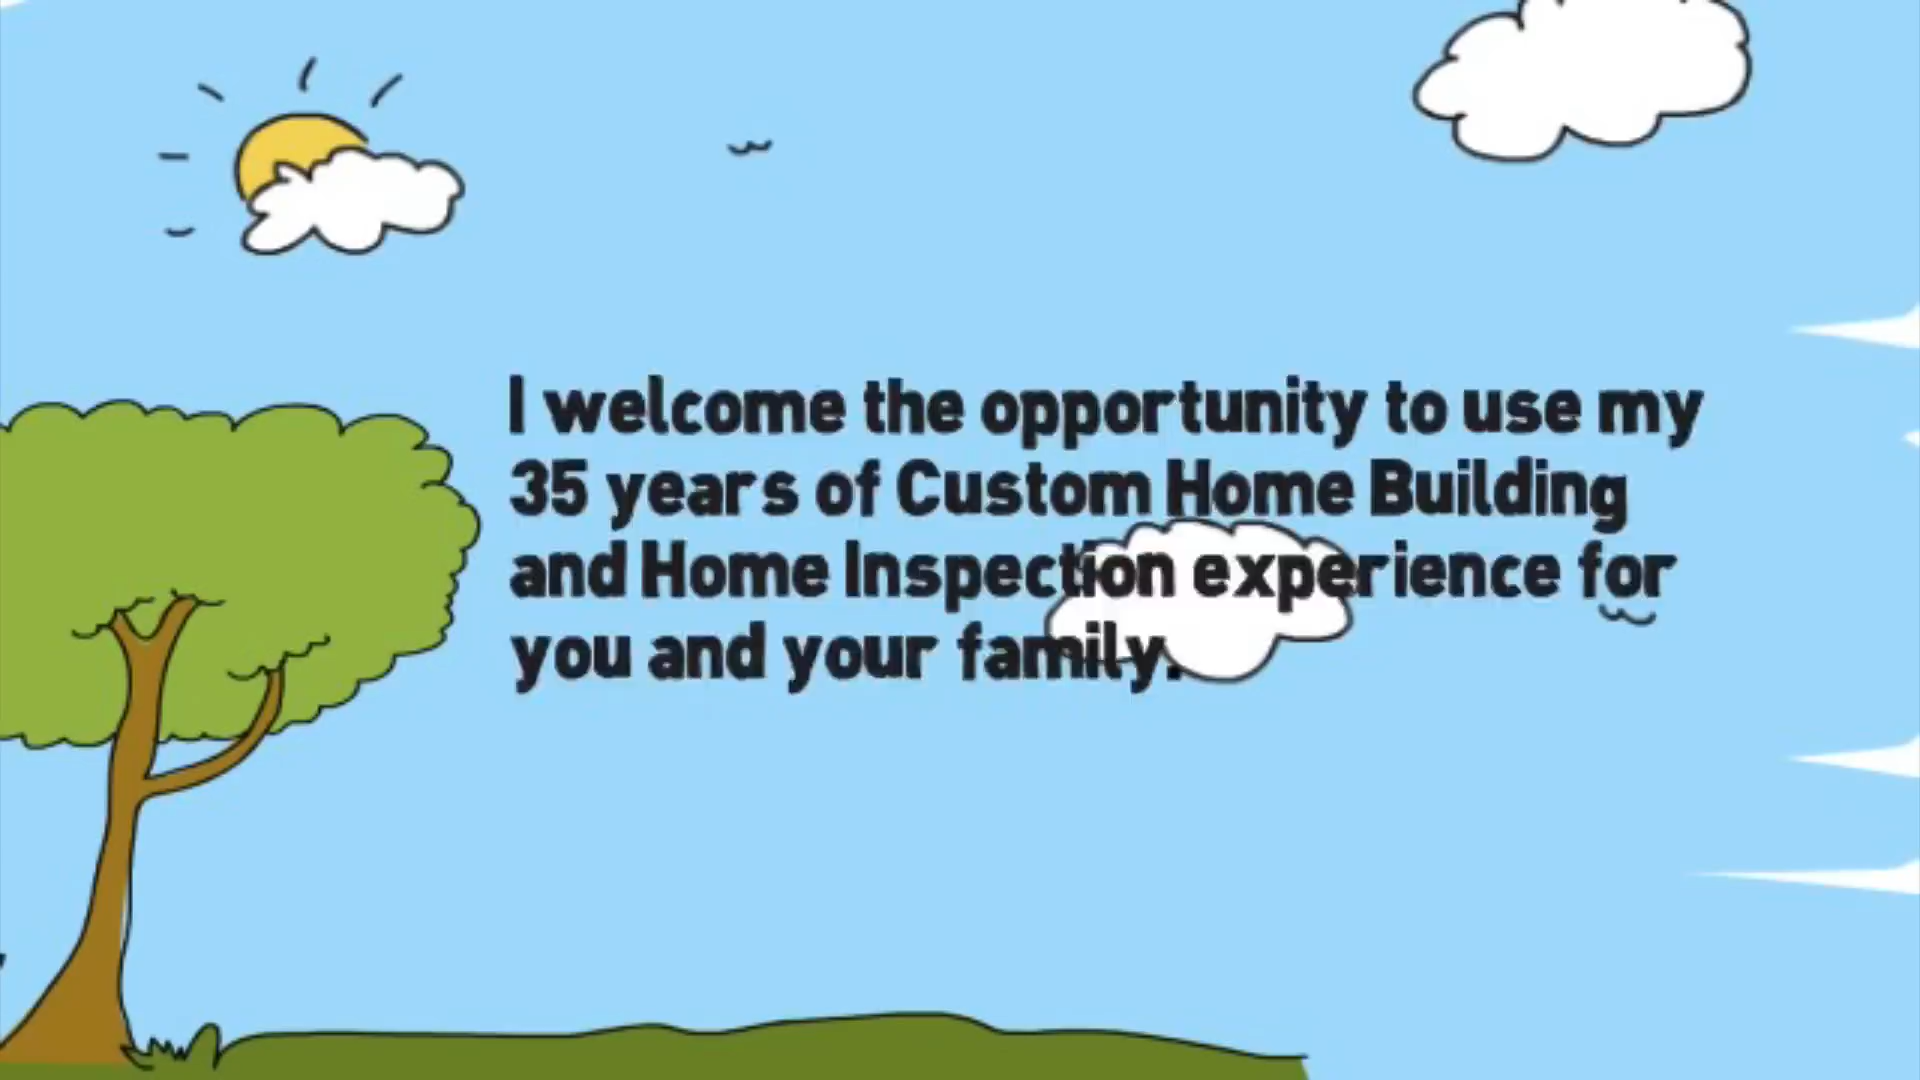 I welcome the opportunity to use my
35 years of Custom Home Building
and Home Inspection experience for
you and your family.